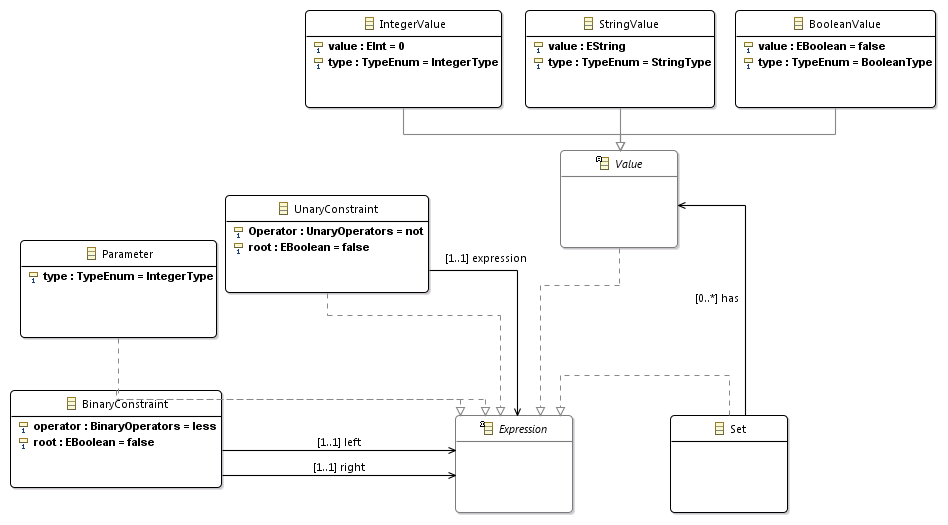 IntegerValue
value : EInt = 0
type : TypeEnum = IntegerType
StringValue
value : EString
type : TypeEnum = StringType
BooleanValue
value : EBoolean = false
type : TypeEnum = BooleanType
Value
UnaryConstraint
Operator : UnaryOperators = not
root : EBoolean = false
Parameter
type : TypeEnum = IntegerType
[1..1] expression
[0..*] has
BinaryConstraint
operator : BinaryOperators = less
root : EBoolean = false
[1..1] left
[1..1] right
Expression
Set